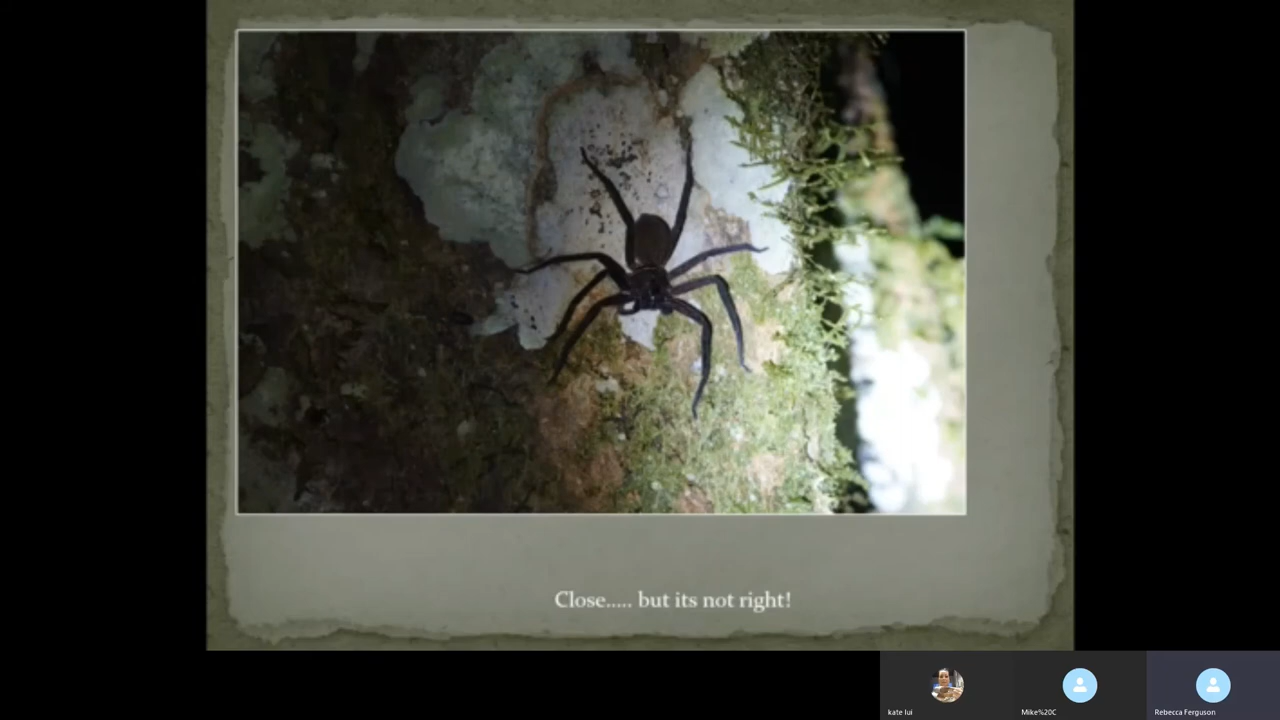 Close..... but its not right!
kate lui
Mike%20C
Rebecca Ferguson